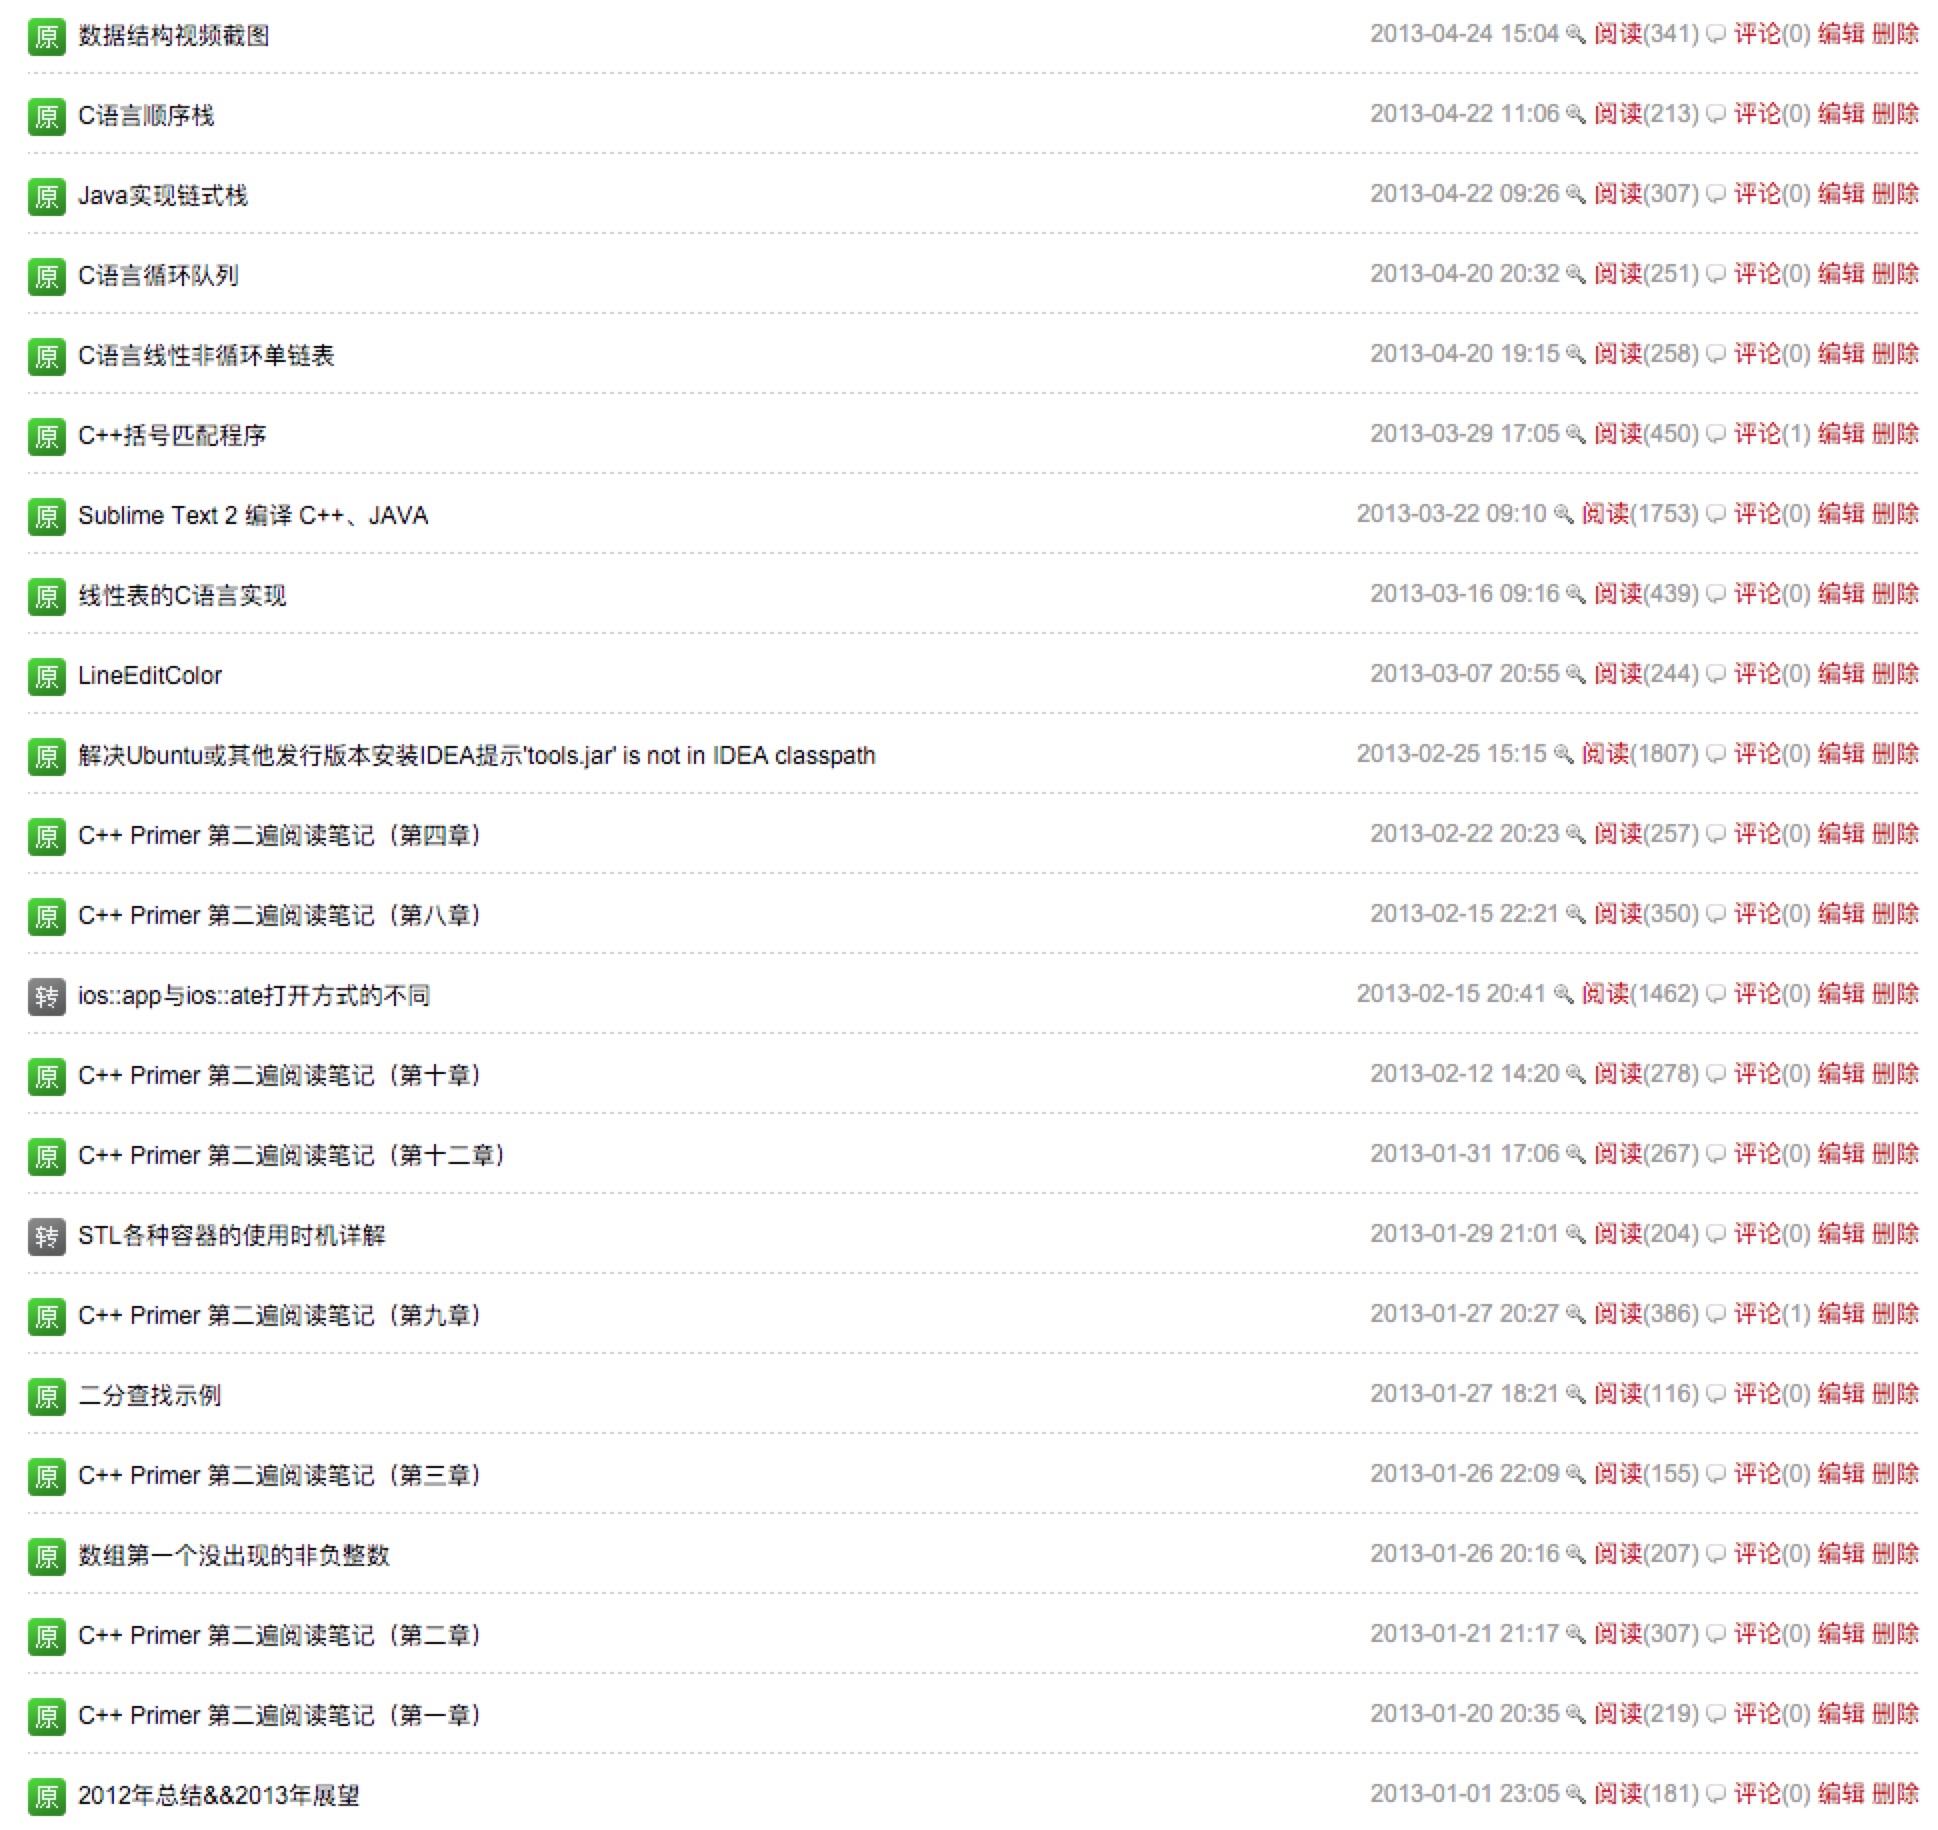 原 数据结构视频截图 2013-04-24 15:04 阅读(341) 评论(0) 编辑 删除
原 C语言顺序栈 2013-04-22 11:06 阅读(213) 评论(0) 编辑 删除
原 Java实现链式栈 2013-04-22 09:26 阅读(307) 评论(0) 编辑 删除
原 C语言循环队列 2013-04-20 20:32 阅读(251) 评论(0) 编辑 删除
原 C语言线性非循环单链表 2013-04-20 19:15 阅读(258) 评论(0) 编辑 删除
原 C++括号匹配程序 2013-03-29 17:05 阅读(450) 评论(1) 编辑 删除
原 Sublime Text 2 编译 C++、JAVA 2013-03-22 09:10 阅读(1753) 评论(0) 编辑 删除
原 线性表的C语言实现 2013-03-16 09:16 阅读(439) 评论(0) 编辑 删除
原 LineEditColor 2013-03-07 20:55 阅读(244) 评论(0) 编辑 删除
原 解决Ubuntu或其他发行版本安装IDEA提示'tools.jar' is not in IDEA classpath 2013-02-25 15:15 阅读(1807) 评论(0) 编辑 删除
原 C++ Primer 第二遍阅读笔记（第四章） 2013-02-22 20:23 阅读(257) 评论(0) 编辑 删除
原 C++ Primer 第二遍阅读笔记（第八章） 2013-02-15 22:21 阅读(350) 评论(0) 编辑 删除
转 ios::app与ios::ate打开方式的不同 2013-02-15 20:41 阅读(1462) 评论(0) 编辑 删除
原 C++ Primer 第二遍阅读笔记（第十章） 2013-02-12 14:20 阅读(278) 评论(0) 编辑 删除
原 C++ Primer 第二遍阅读笔记（第十二章） 2013-01-31 17:06 阅读(267) 评论(0) 编辑 删除
转 STL各种容器的使用时机详解 2013-01-29 21:01 阅读(204) 评论(0) 编辑 删除
原 C++ Primer 第二遍阅读笔记（第九章） 2013-01-27 20:27 阅读(386) 评论(1) 编辑 删除
原 二分查找示例 2013-01-27 18:21 阅读(116) 评论(0) 编辑 删除
原 C++ Primer 第二遍阅读笔记（第三章） 2013-01-26 22:09 阅读(155) 评论(0) 编辑 删除
原 数组第一个没出现的非负整数 2013-01-26 20:16 阅读(207) 评论(0) 编辑 删除
原 C++ Primer 第二遍阅读笔记（第二章） 2013-01-21 21:17 阅读(307) 评论(0) 编辑 删除
原 C++ Primer 第二遍阅读笔记（第一章） 2013-01-20 20:35 阅读(219) 评论(0) 编辑 删除
原 2012年总结&&2013年展望 2013-01-01 23:05 阅读(181) 评论(0) 编辑 删除